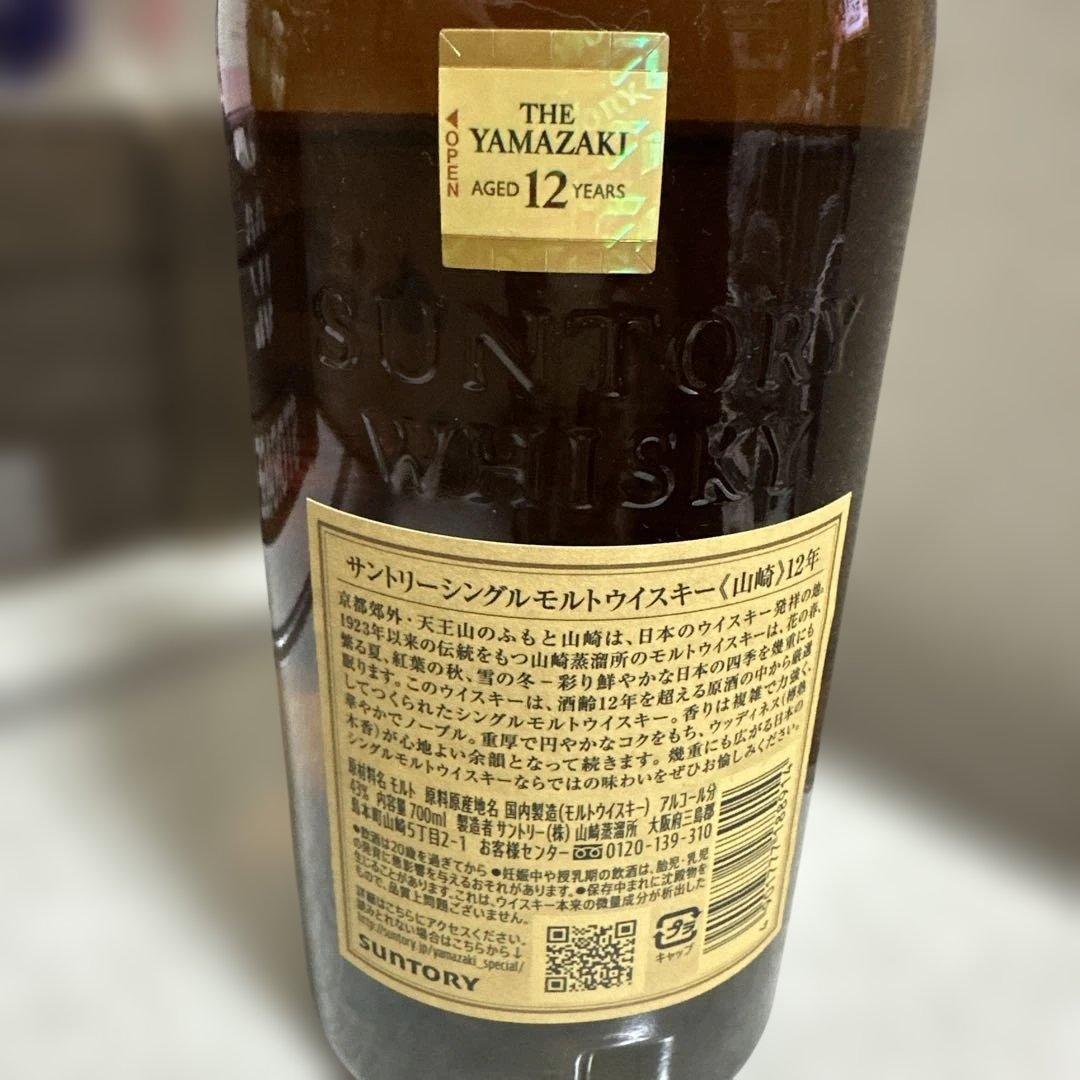 THE
YAMAZAKI
AGED 12 YEARS
◀OPEN
SUNTORY
WHISKY
サントリーシングルモルトウイスキー《山崎》12年
京都郊外・天王山のふもと山崎は、日本のウイスキー発祥の地。
1923年以来の伝統をもつ山崎蒸溜所のモルトウイスキーは、花の春、
繁る夏、紅葉の秋、雪の冬−彩り鮮やかな日本の四季を幾重にも
眠ります。このウイスキーは、酒齢12年を超える原酒の中から厳選
してつくられたシングルモルトウイスキー。香りは複雑で力強く、
華やかでノーブル。重厚で円やかなコクをもち、ウッディネス(樽熟
木香)が心地よい余韻となって続きます。幾重にも広がる日本の
シングルモルトウイスキーならではの味わいをぜひお愉しみください。
原材料名 モルト 原料原産地名 国内製造(モルトウイスキー) アルコール分
43% 内容量 700ml 製造者 サントリー(株) 山崎蒸溜所 大阪府三島郡
島本町山崎5丁目2-1 お客様センター 0120-139-310
●飲酒は20歳を過ぎてから ●妊娠中や授乳期の飲酒は、胎児・乳児
の発育に悪影響を与えるおそれがあります。●保存中まれに沈殿物を
生じることがあります。これは、ウイスキー本来の微量成分が析出した
もので、品質上問題ございません。
詳細はこちらにアクセスください。
読みとれない場合はこちらから↓
http://suntory.jp/yamazaki_special/
SUNTORY
プラ
キャップ